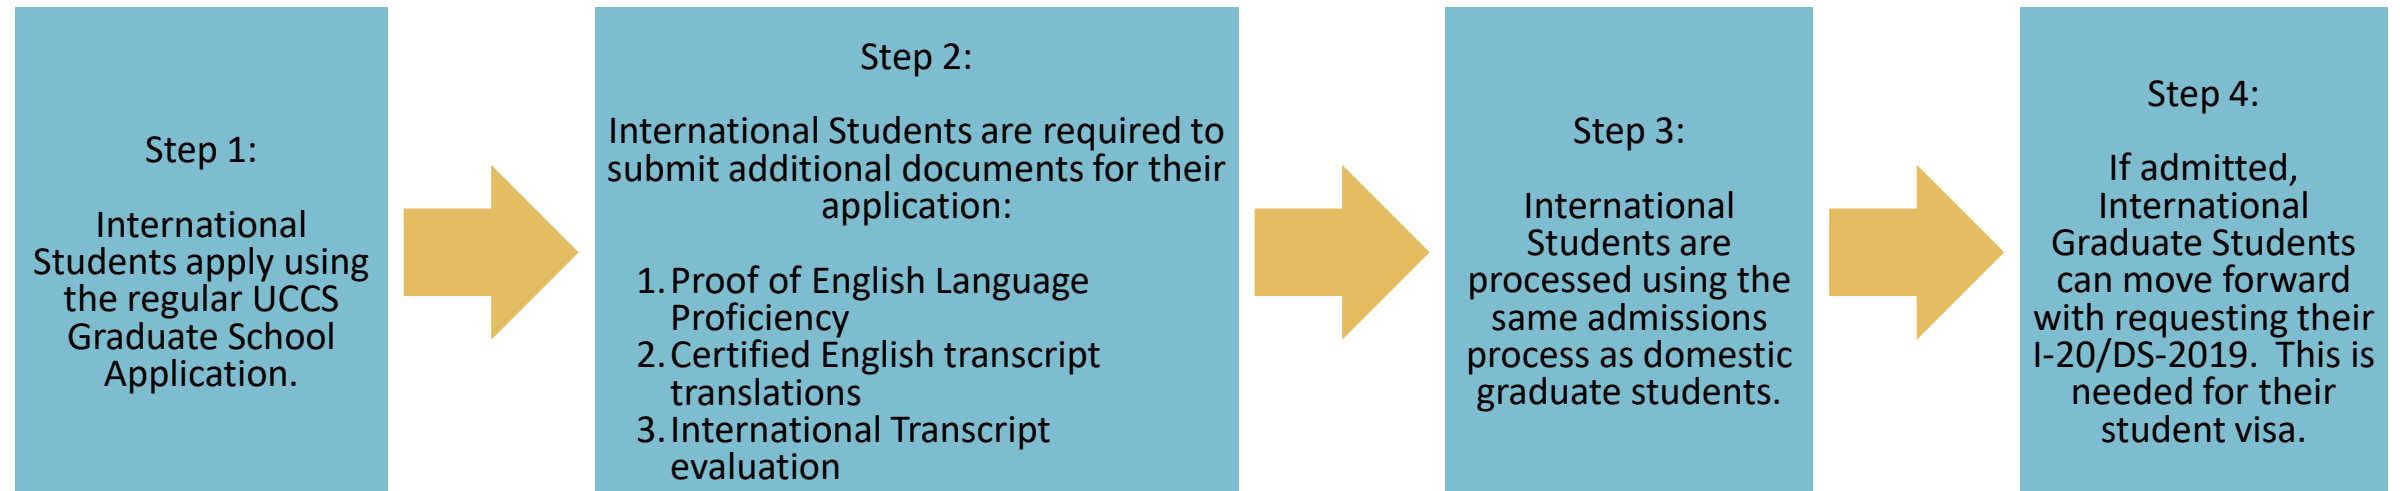 Step 1:
International
Students apply using
the regular UCCS
Graduate School
Application.
Step 2:
International Students are required to
submit additional documents for their
application:
1. Proof of English Language
Proficiency
2. Certified English transcript
translations
3. International Transcript
evaluation
Step 3:
International
Students are
processed using the
same admissions
process as domestic
graduate students.
Step 4:
If admitted,
International
Graduate Students
can move forward
with requesting their
I-20/DS-2019.  This is
needed for their
student visa.